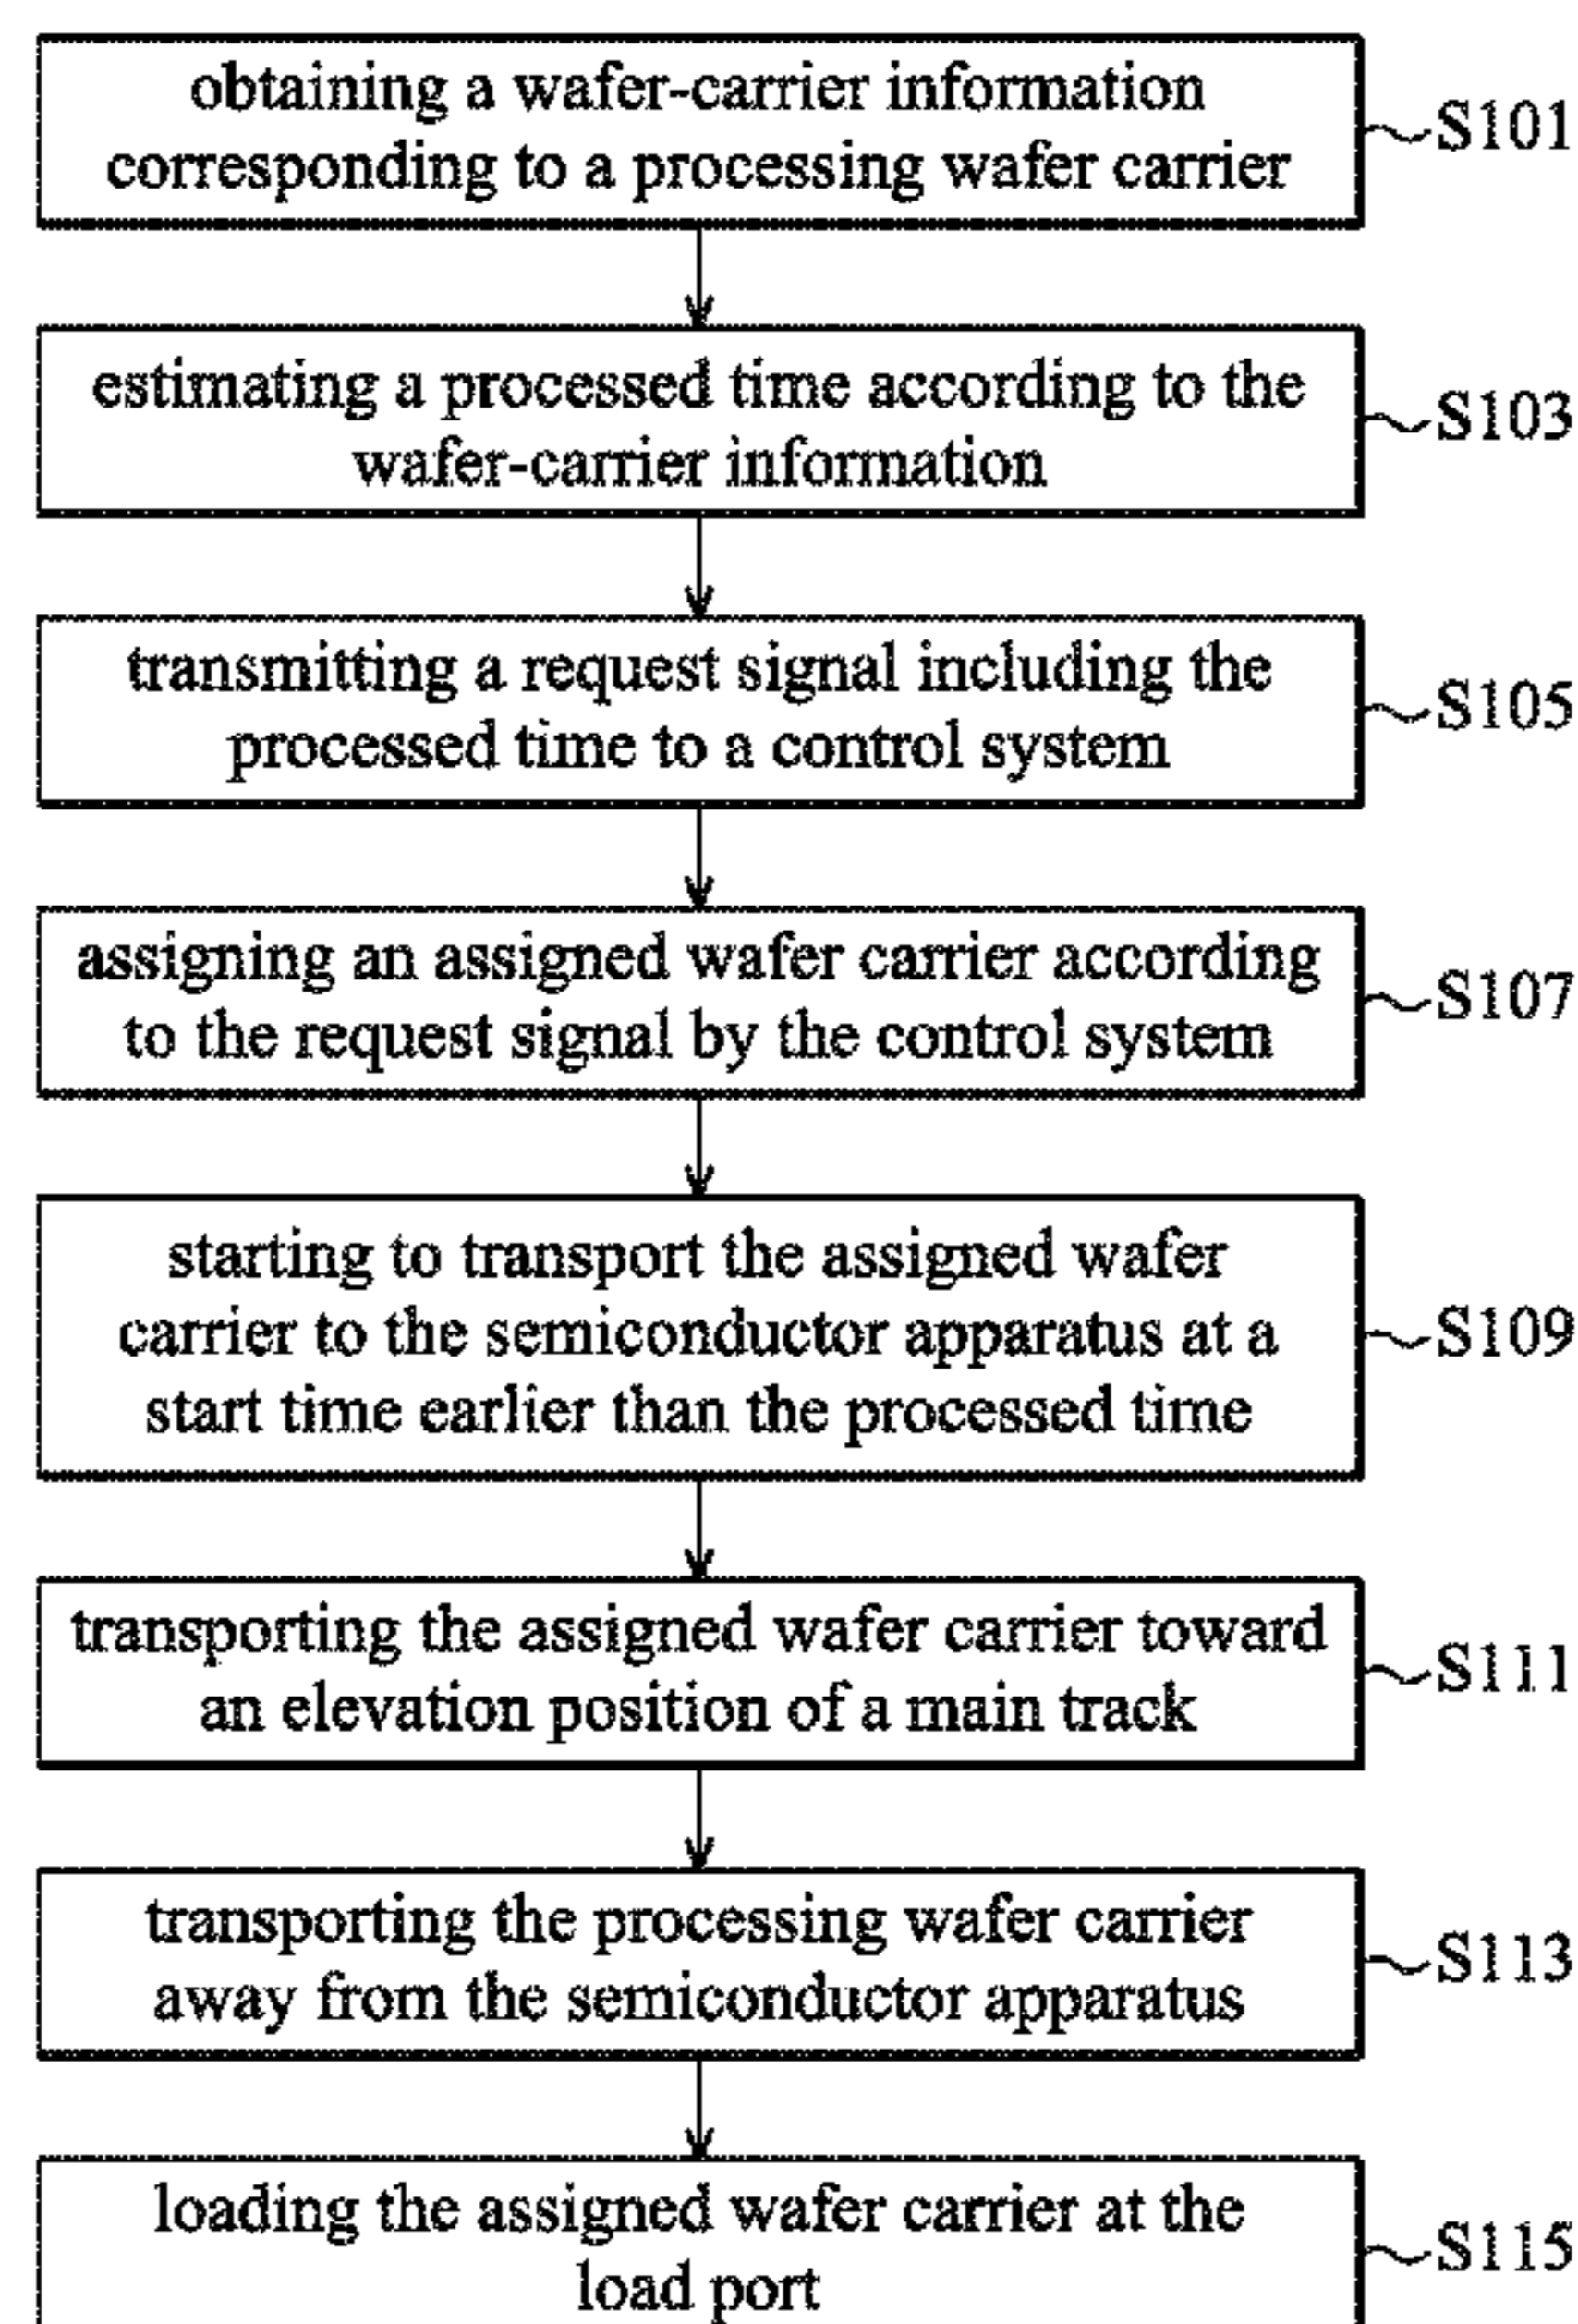 obtaining a wafer-carrier information
corresponding to a processing wafer carrier
S101
estimating a processed time according to the
wafer-carrier information
S103
transmitting a request signal including the
processed time to a control system
S105
assigning an assigned wafer carrier according
to the request signal by the control system
S107
starting to transport the assigned wafer
carrier to the semiconductor apparatus at a
start time earlier than the processed time
S109
transporting the assigned wafer carrier toward
an elevation position of a main track
S111
transporting the processing wafer carrier
away from the semiconductor apparatus
S113
loading the assigned wafer carrier at the
load port
S115